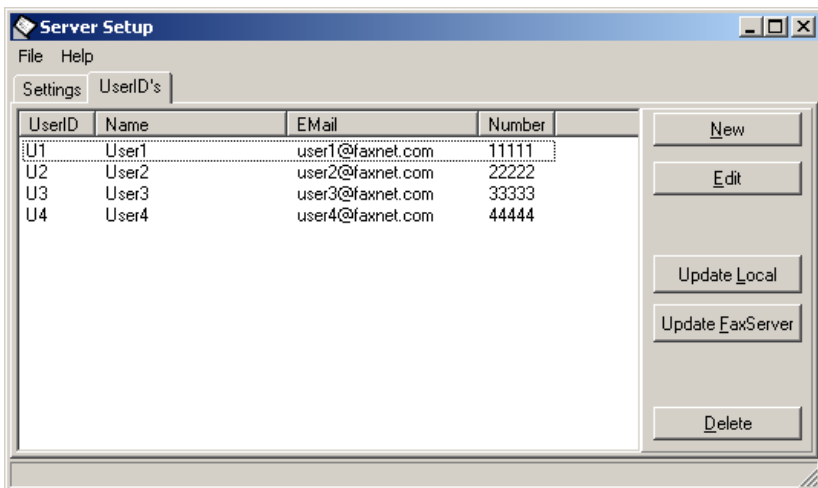 Server Setup
File Help
Settings UserID's
UserID Name EMail Number
U1 User1 user1@faxnet.com 11111
U2 User2 user2@faxnet.com 22222
U3 User3 user3@faxnet.com 33333
U4 User4 user4@faxnet.com 44444
New
Edit
Update Local
Update FaxServer
Delete